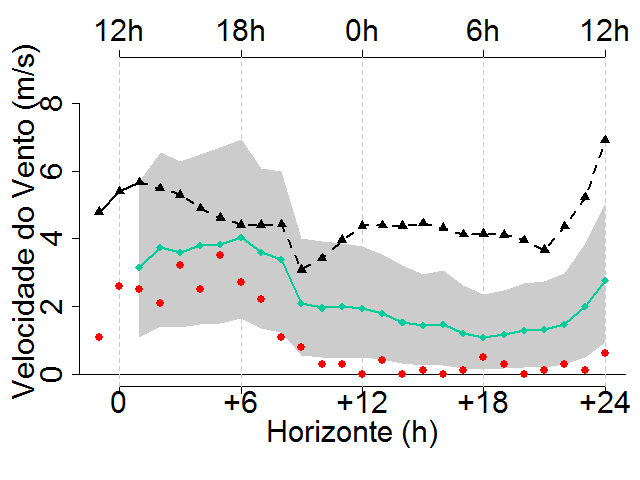 12h 18h 0h 6h 12h
Velocidade do Vento (m/s)
8
6
4
2
0
0 +6 +12 +18 +24
Horizonte (h)